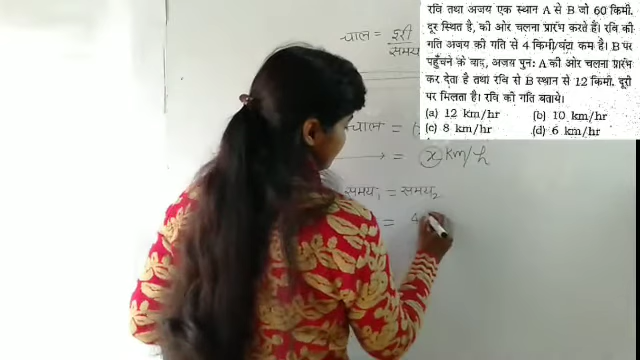 रवि तथा अजय एक स्थान A से B जो 60 किमी.
दूर स्थित है, की ओर चलना प्रारंभ करते हैं। रवि की
गति अजय की गति से 4 किमी/घंटा कम है। B पर
पहुँचने के बाद, अजय पुनः A की ओर चलना प्रारंभ
कर देता है तथा रवि से B स्थान से 12 किमी. दूरी
पर मिलता है। रवि की गति बताये।
(a) 12 km/hr (b) 10 km/hr
(c) 8 km/hr (d) 6 km/hr
चाल = दूरी / समय
चाल =
→ = x km/h
समय₁ = समय₂
= 4